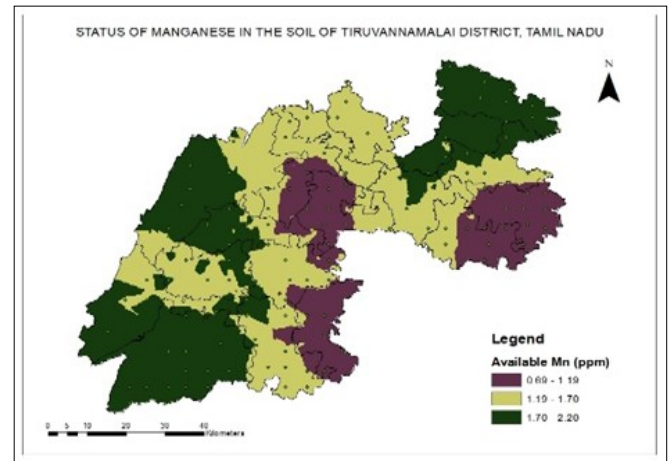 STATUS OF MANGANESE IN THE SOIL OF TIRUVANNAMALAI DISTRICT, TAMIL NADU
N
Legend
Available Mn (ppm)
0.69 - 1.19
1.19 - 1.70
1.70 - 2.20
0 5 10 20 30 40
Kilometers